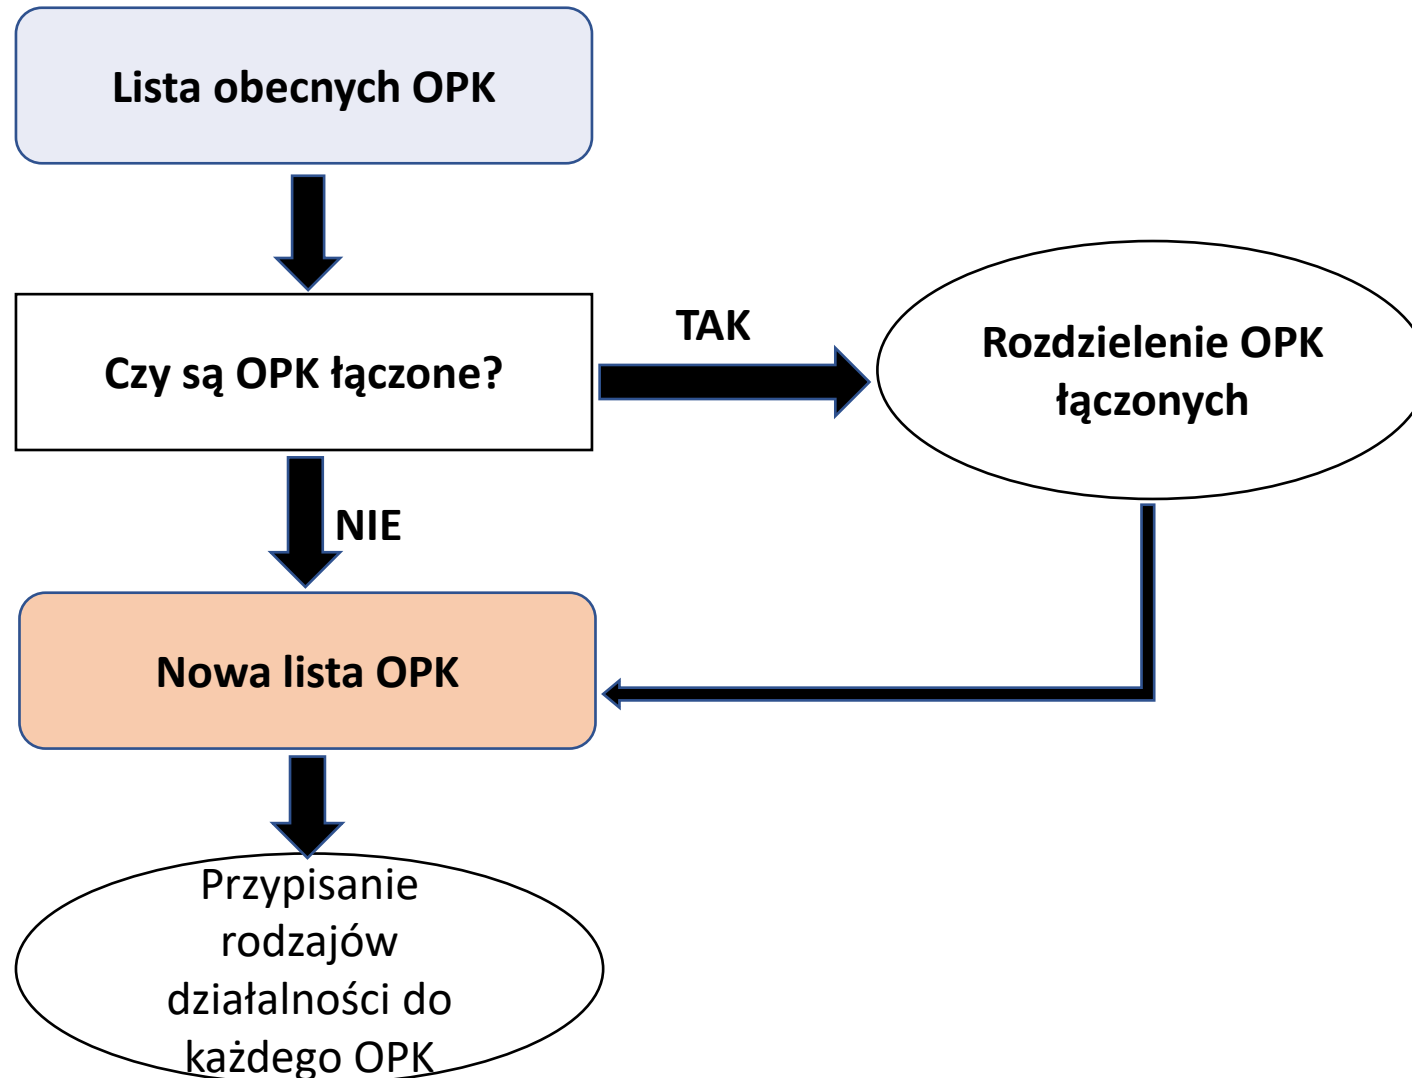 Lista obecnych OPK
Czy są OPK łączone?
TAK
Rozdzielenie OPK
łączonych
NIE
Nowa lista OPK
Przypisanie
rodzajów
działalności do
każdego OPK